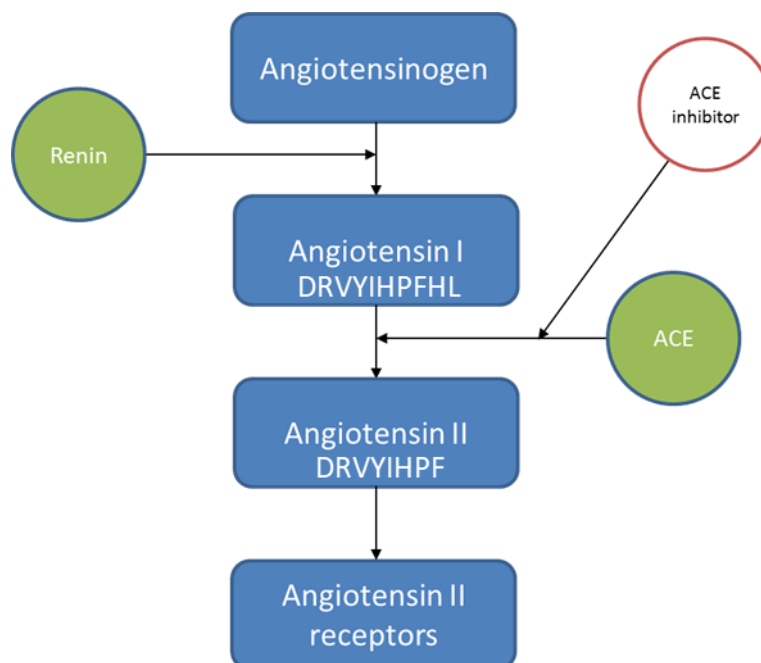 Angiotensinogen
ACE
inhibitor
Renin
Angiotensin I
DRVYIHPFHL
ACE
Angiotensin II
DRVYIHPF
Angiotensin II
receptors